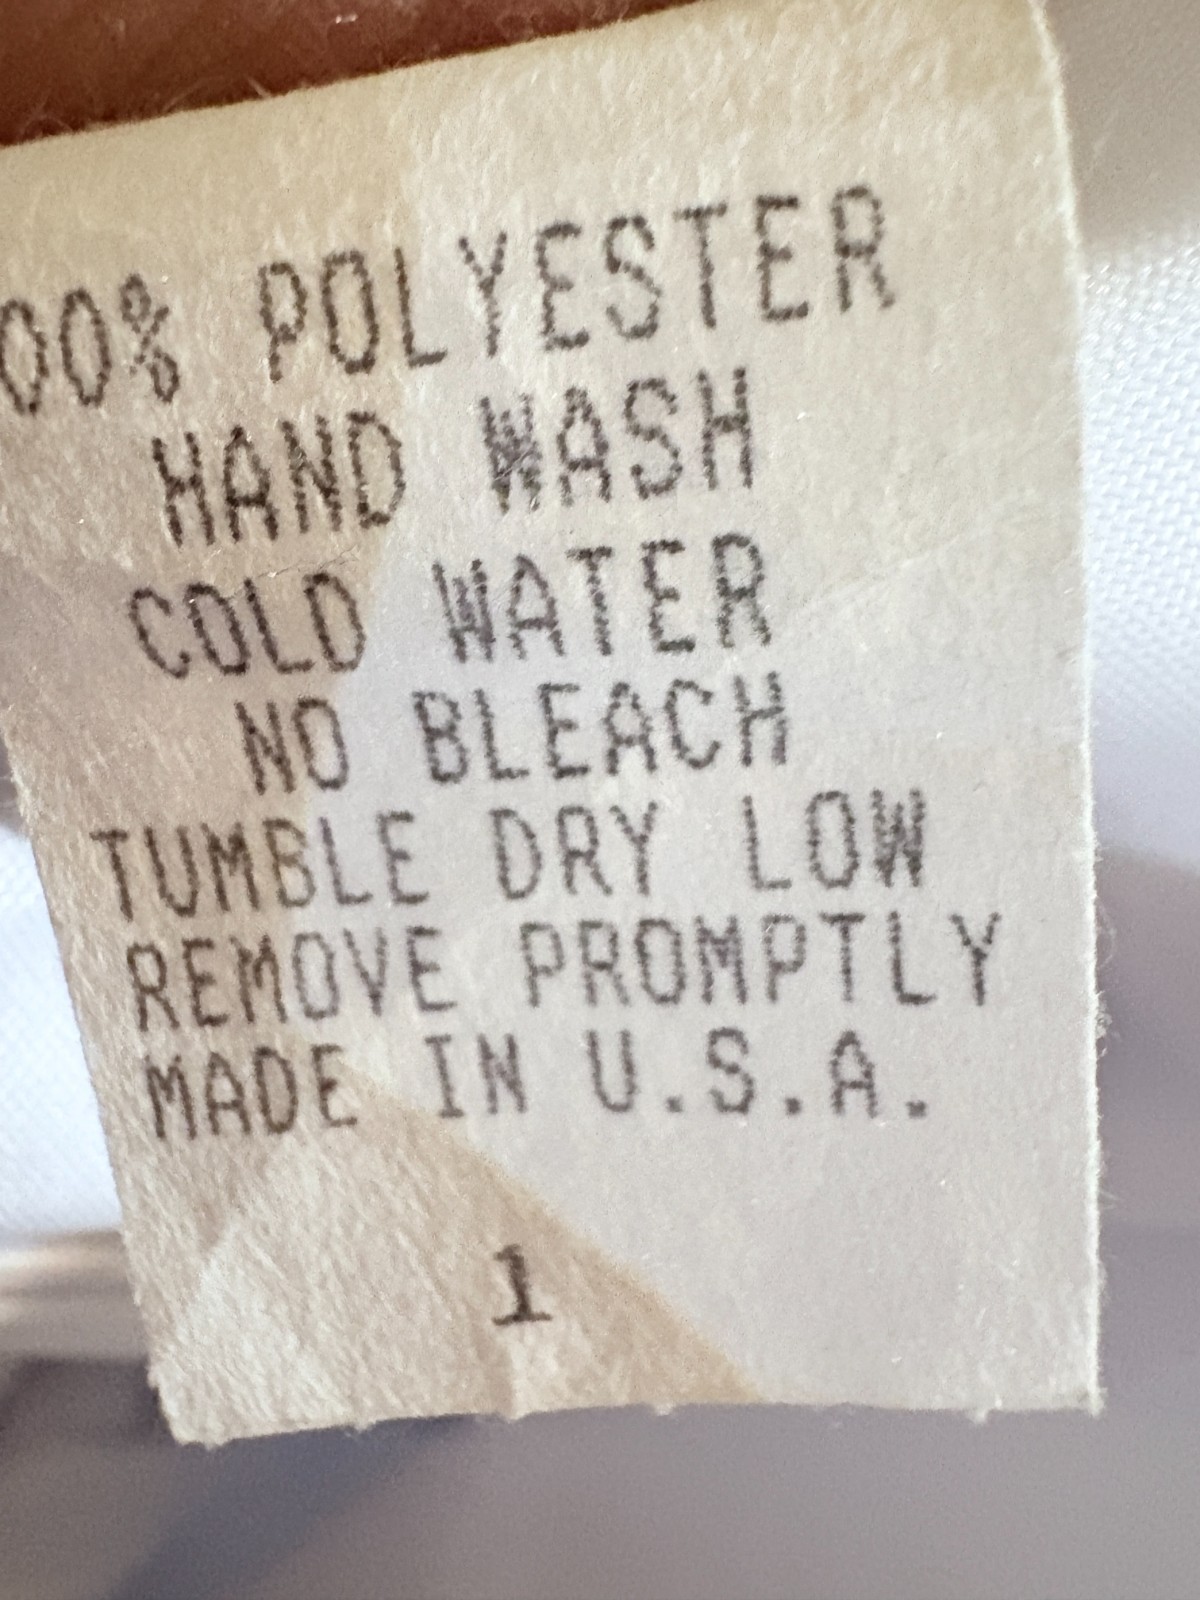 00% POLYESTER
HAND WASH
COLD WATER
NO BLEACH
TUMBLE DRY LOW
REMOVE PROMPTLY
MADE IN U.S.A.
1